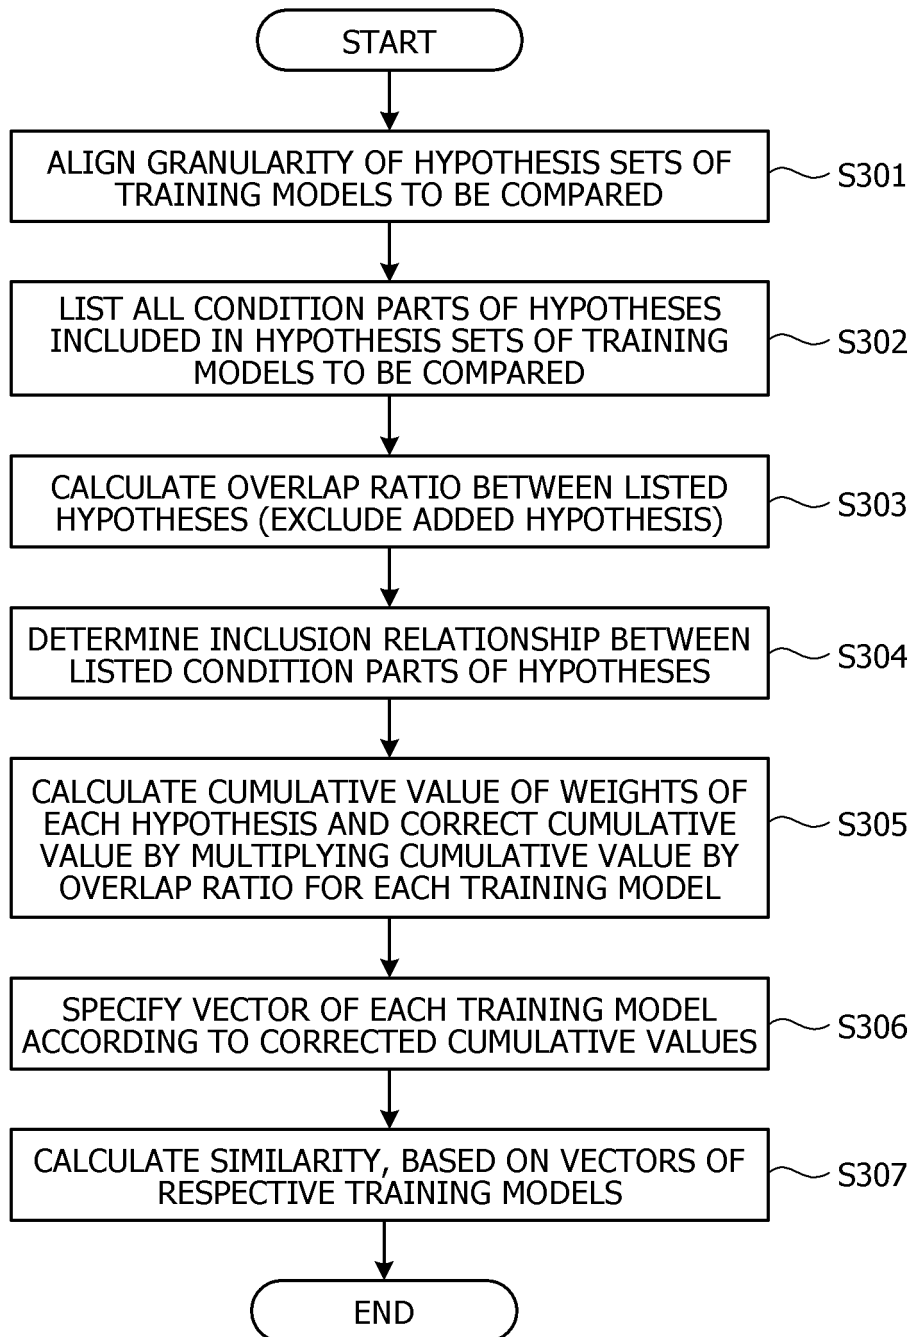 START
ALIGN GRANULARITY OF HYPOTHESIS SETS OF
TRAINING MODELS TO BE COMPARED
S301
LIST ALL CONDITION PARTS OF HYPOTHESES
INCLUDED IN HYPOTHESIS SETS OF TRAINING
MODELS TO BE COMPARED
S302
CALCULATE OVERLAP RATIO BETWEEN LISTED
HYPOTHESES (EXCLUDE ADDED HYPOTHESIS)
S303
DETERMINE INCLUSION RELATIONSHIP BETWEEN
LISTED CONDITION PARTS OF HYPOTHESES
S304
CALCULATE CUMULATIVE VALUE OF WEIGHTS OF
EACH HYPOTHESIS AND CORRECT CUMULATIVE
VALUE BY MULTIPLYING CUMULATIVE VALUE BY
OVERLAP RATIO FOR EACH TRAINING MODEL
S305
SPECIFY VECTOR OF EACH TRAINING MODEL
ACCORDING TO CORRECTED CUMULATIVE VALUES
S306
CALCULATE SIMILARITY, BASED ON VECTORS OF
RESPECTIVE TRAINING MODELS
S307
END